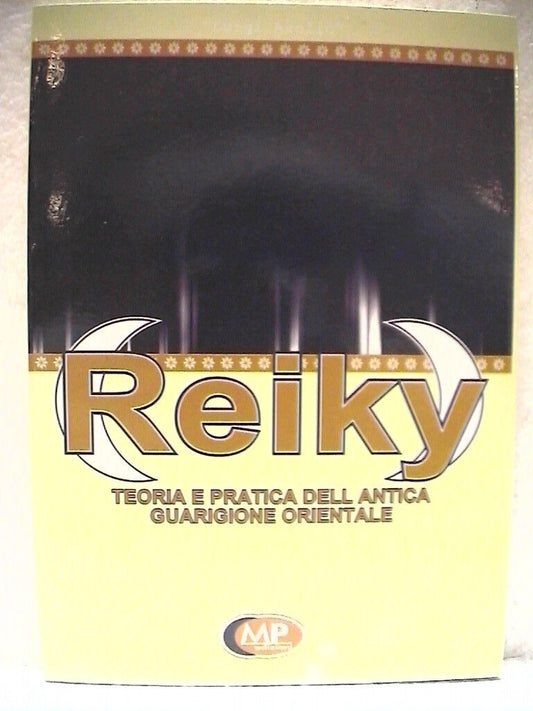 Reiky
TEORIA E PRATICA DELL ANTICA
GUARIGIONE ORIENTALE
MP